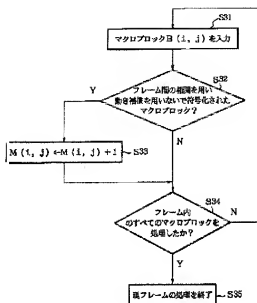 S31
マクロブロックB(i, j)を入力
S32
フレーム間の相関を用い
動き補償を用いないで符号化された
マクロブロック?
Y
N
M(i, j)←M(i, j)+1
S33
S34
フレーム内
のすべてのマクロブロックを
処理したか?
N
Y
現フレームの処理を終了
S35